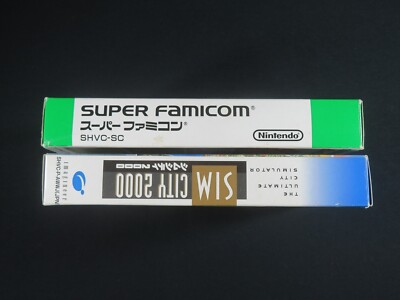 SUPER FAMICOM®
スーパーファミコン®
SHVC-SC
Nintendo®
THE
ULTIMATE
CITY
SIMULATOR
SIM
CITY 2000
シムシティ2000
imagineer